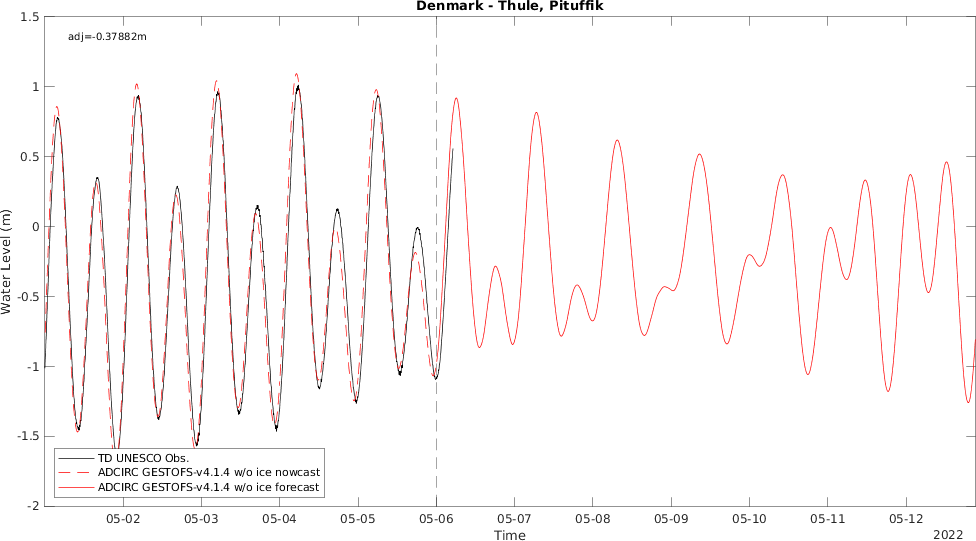 Denmark - Thule, Pituffik
adj=-0.37882m
Water Level (m)
1.5
1
0.5
0
-0.5
-1
-1.5
-2
TD UNESCO Obs.
ADCIRC GESTOFS-v4.1.4 w/o ice nowcast
ADCIRC GESTOFS-v4.1.4 w/o ice forecast
05-02 05-03 05-04 05-05 05-06 05-07 05-08 05-09 05-10 05-11 05-12
Time
2022